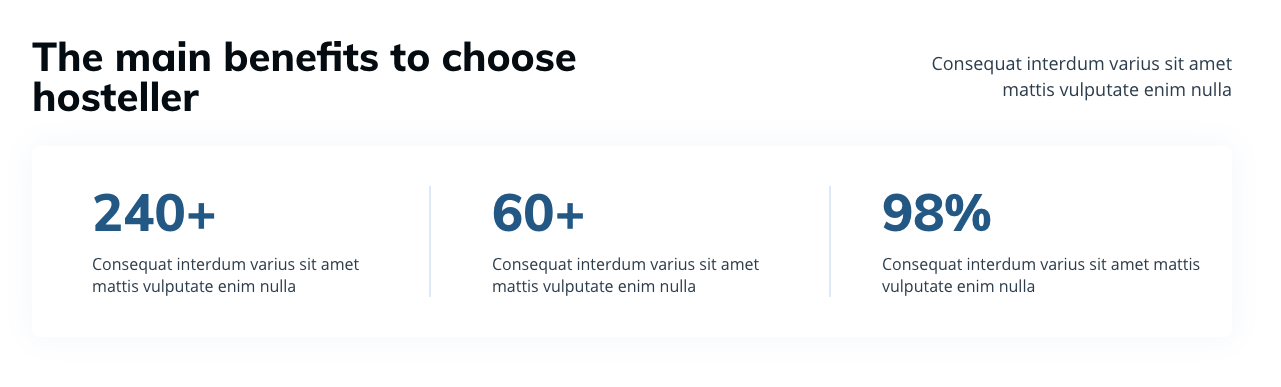 The main benefits to choose
hosteller
Consequat interdum varius sit amet
mattis vulputate enim nulla
240+
Consequat interdum varius sit amet
mattis vulputate enim nulla
60+
Consequat interdum varius sit amet
mattis vulputate enim nulla
98%
Consequat interdum varius sit amet mattis
vulputate enim nulla